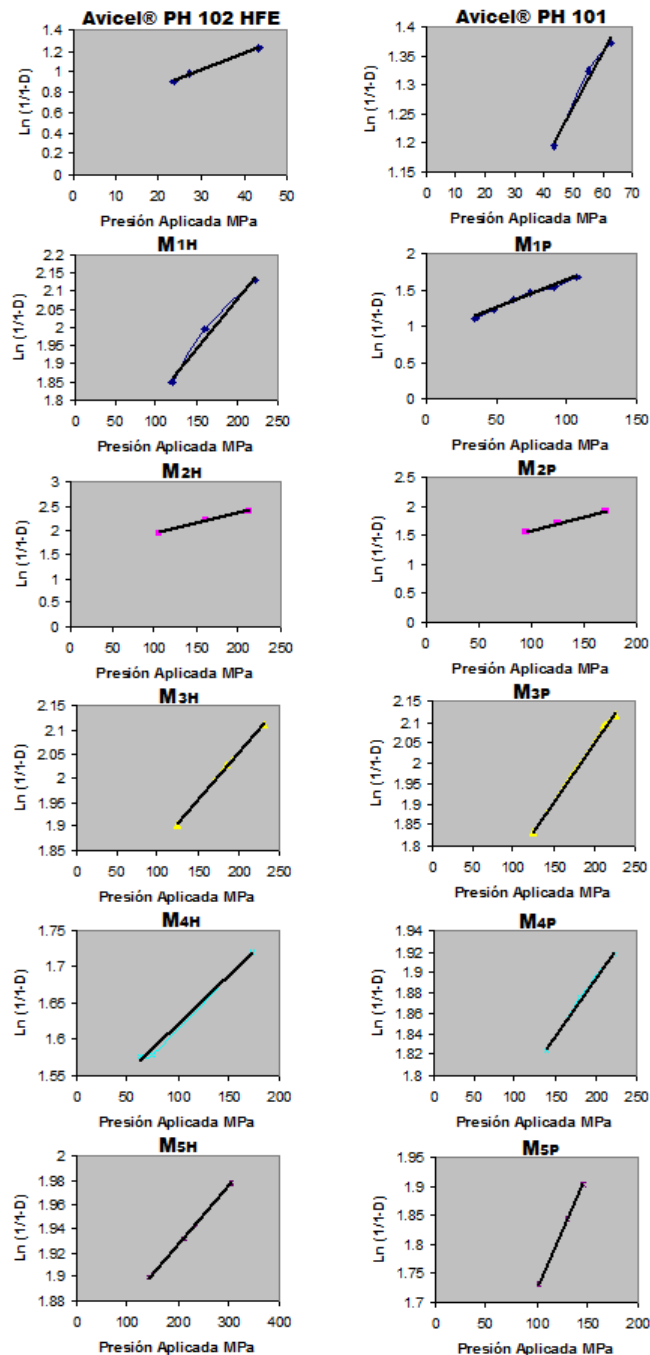 Avicel® PH 102 HFE
Ln (1/1-D)
1.4
1.2
1
0.8
0.6
0.4
0.2
0
0 10 20 30 40 50
Presión Aplicada MPa
Avicel® PH 101
Ln (1/1-D)
1.4
1.35
1.3
1.25
1.2
1.15
0 10 20 30 40 50 60 70
Presión Aplicada MPa
M1H
Ln (1/1-D)
2.2
2.15
2.1
2.05
2
1.95
1.9
1.85
1.8
0 50 100 150 200 250
Presión Aplicada MPa
M1P
Ln (1/1-D)
2
1.5
1
0.5
0
0 50 100 150
Presión Aplicada MPa
M2H
Ln (1/1-D)
3
2.5
2
1.5
1
0.5
0
0 50 100 150 200 250
Presión Aplicada MPa
M2P
Ln (1/1-D)
2.5
2
1.5
1
0.5
0
0 50 100 150 200
Presión Aplicada MPa
M3H
Ln (1/1-D)
2.15
2.1
2.05
2
1.95
1.9
1.85
0 50 100 150 200 250
Presión Aplicada MPa
M3P
Ln (1/1-D)
2.15
2.1
2.05
2
1.95
1.9
1.85
1.8
0 50 100 150 200 250
Presión Aplicada MPa
M4H
Ln (1/1-D)
1.75
1.7
1.65
1.6
1.55
0 50 100 150 200
Presión Aplicada MPa
M4P
Ln (1/1-D)
1.94
1.92
1.9
1.88
1.86
1.84
1.82
1.8
0 50 100 150 200 250
Presión Aplicada MPa
M5H
Ln (1/1-D)
2
1.98
1.96
1.94
1.92
1.9
1.88
0 100 200 300 400
Presión Aplicada MPa
M5P
Ln (1/1-D)
1.95
1.9
1.85
1.8
1.75
1.7
0 50 100 150 200
Presión Aplicada MPa